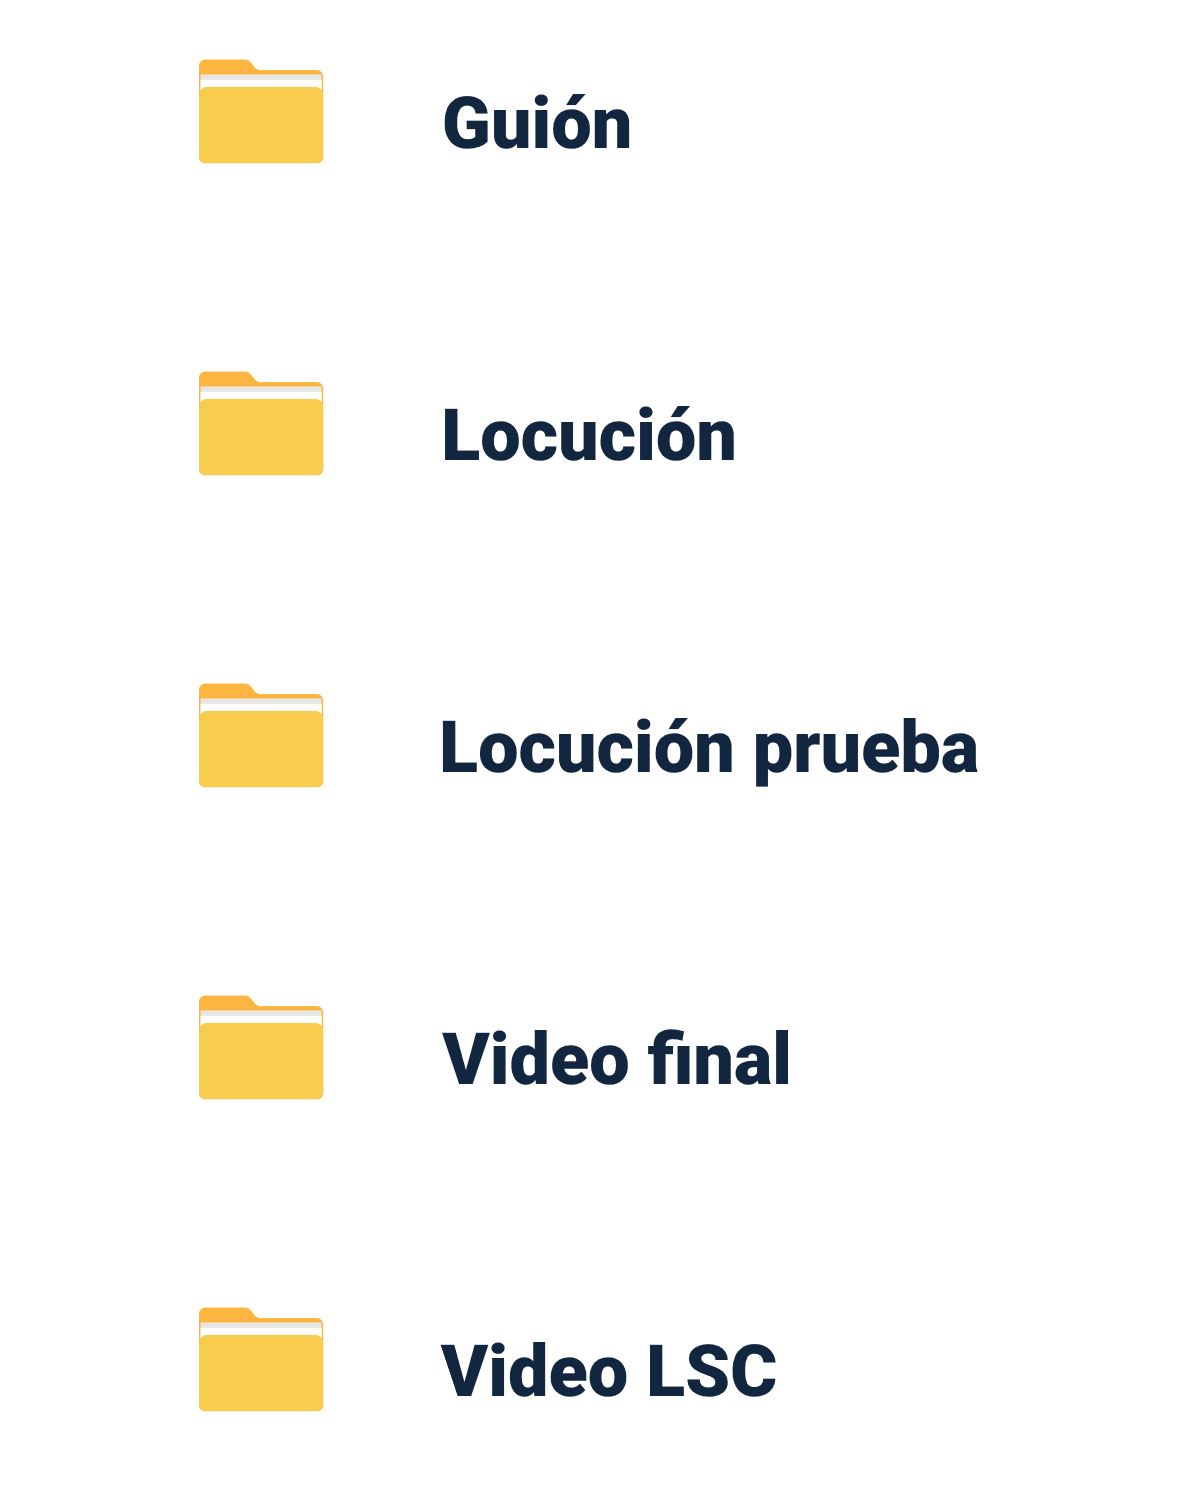 Guión
Locución
Locución prueba
Video final
Video LSC